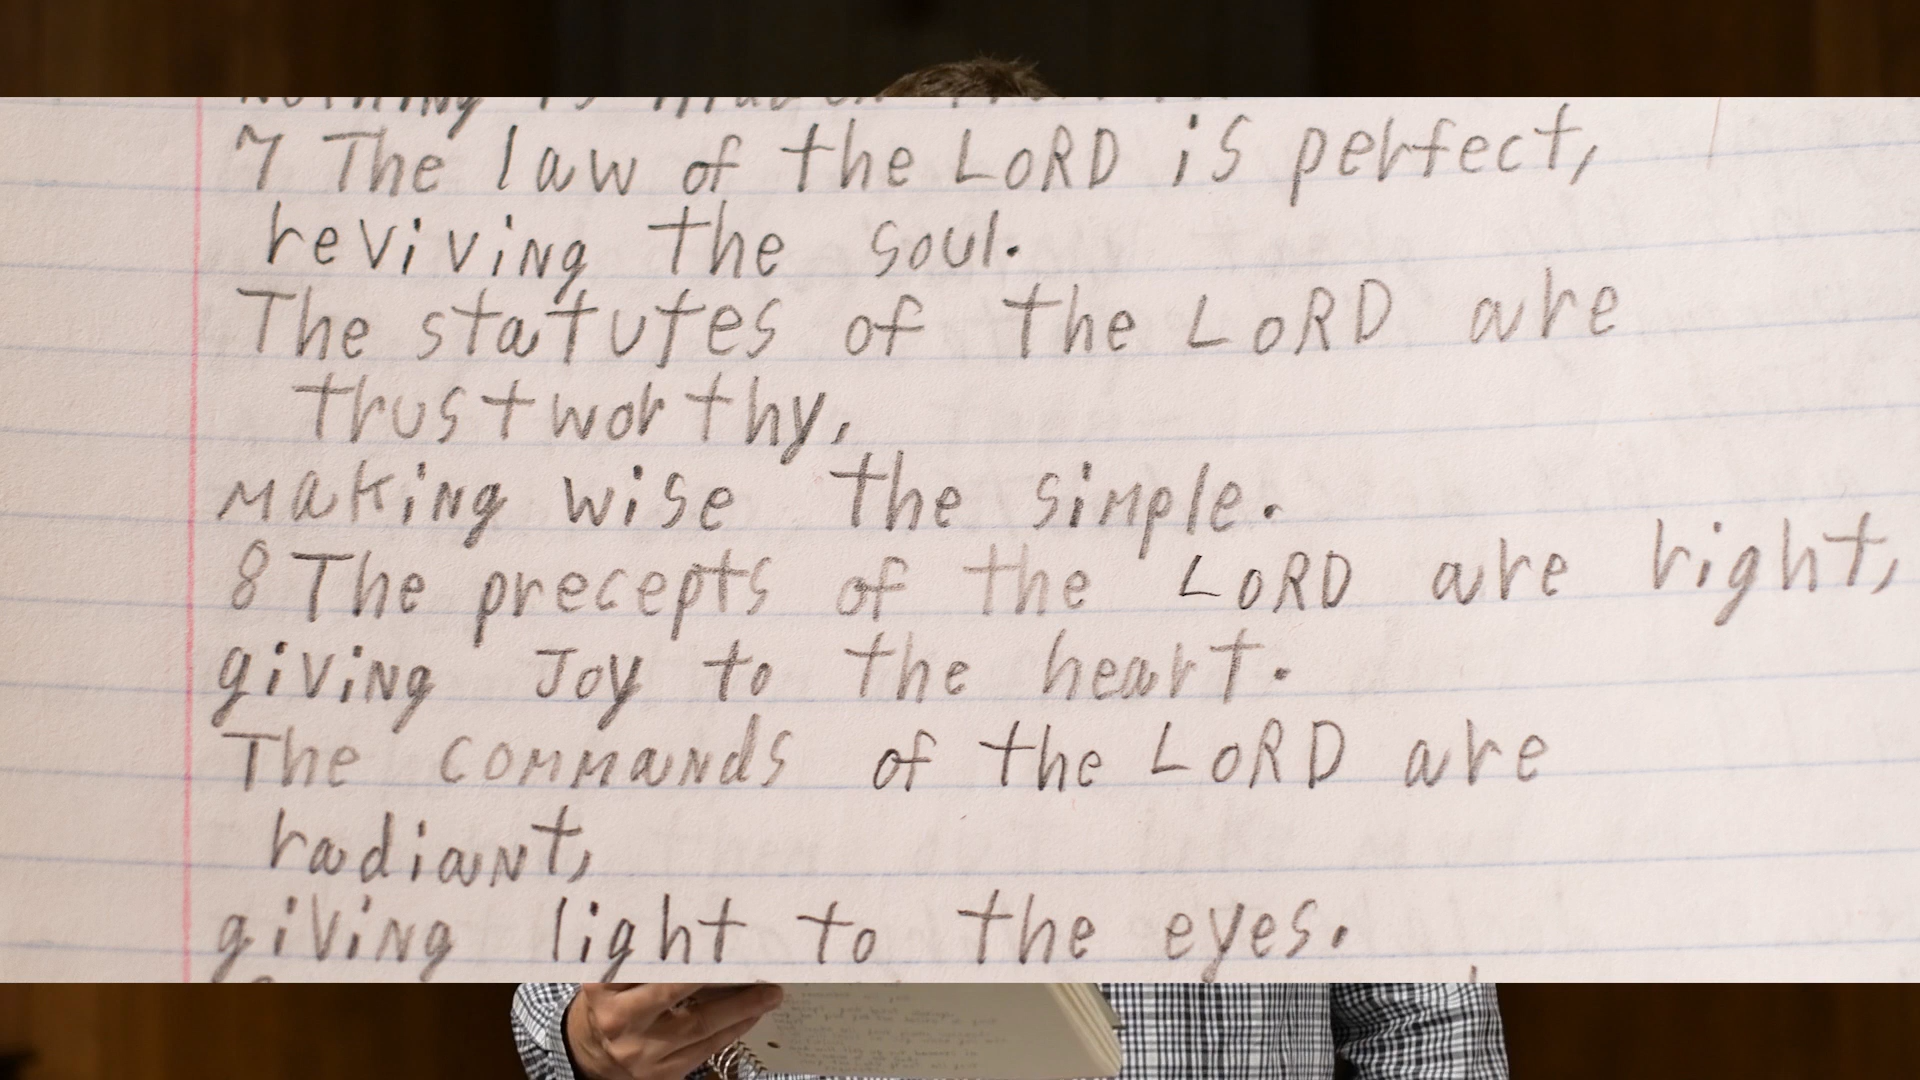 7 The law of the LORD is perfect,
reviving the soul.
The statutes of the LORD are
trustworthy,
making wise the simple.
8 The precepts of the LORD are right,
giving Joy to the heart.
The commands of the LORD are
radiant,
giving light to the eyes.